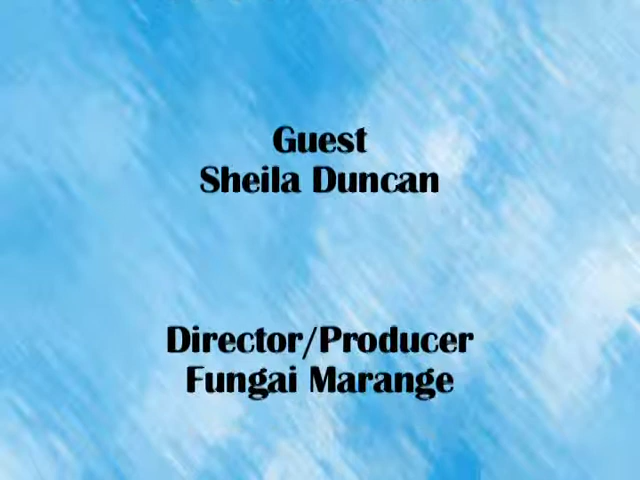 Guest
Sheila Duncan
Director/Producer
Fungai Marange